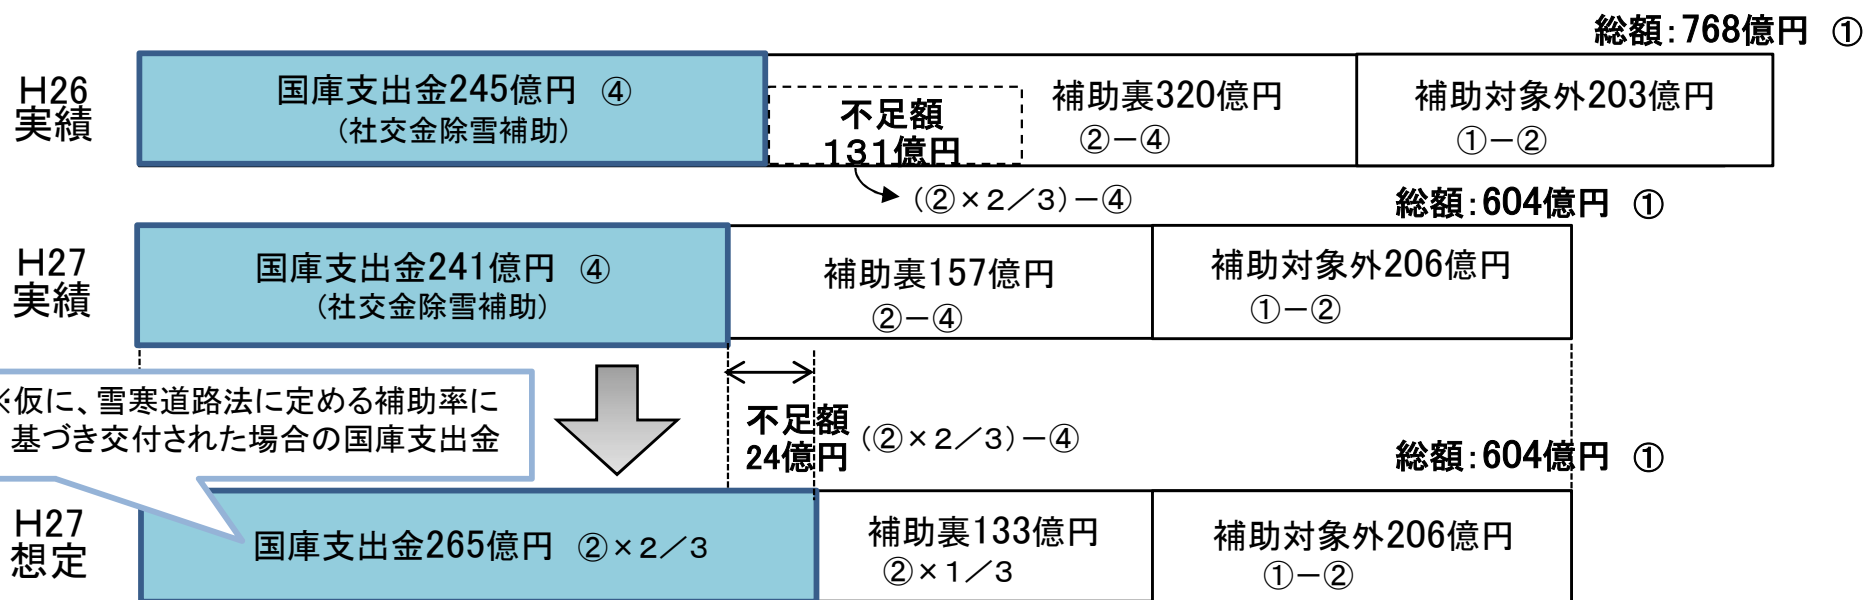 総額:768億円 ①
H26
実績
国庫支出金245億円 ④
(社交金除雪補助)
不足額
131億円
補助裏320億円
②-④
補助対象外203億円
①-②
(②×2/3)-④
総額:604億円 ①
H27
実績
国庫支出金241億円 ④
(社交金除雪補助)
補助裏157億円
②-④
補助対象外206億円
①-②
※仮に、雪寒道路法に定める補助率に
基づき交付された場合の国庫支出金
不足額
24億円
(②×2/3)-④
総額:604億円 ①
H27
想定
国庫支出金265億円 ②×2/3
補助裏133億円
②×1/3
補助対象外206億円
①-②